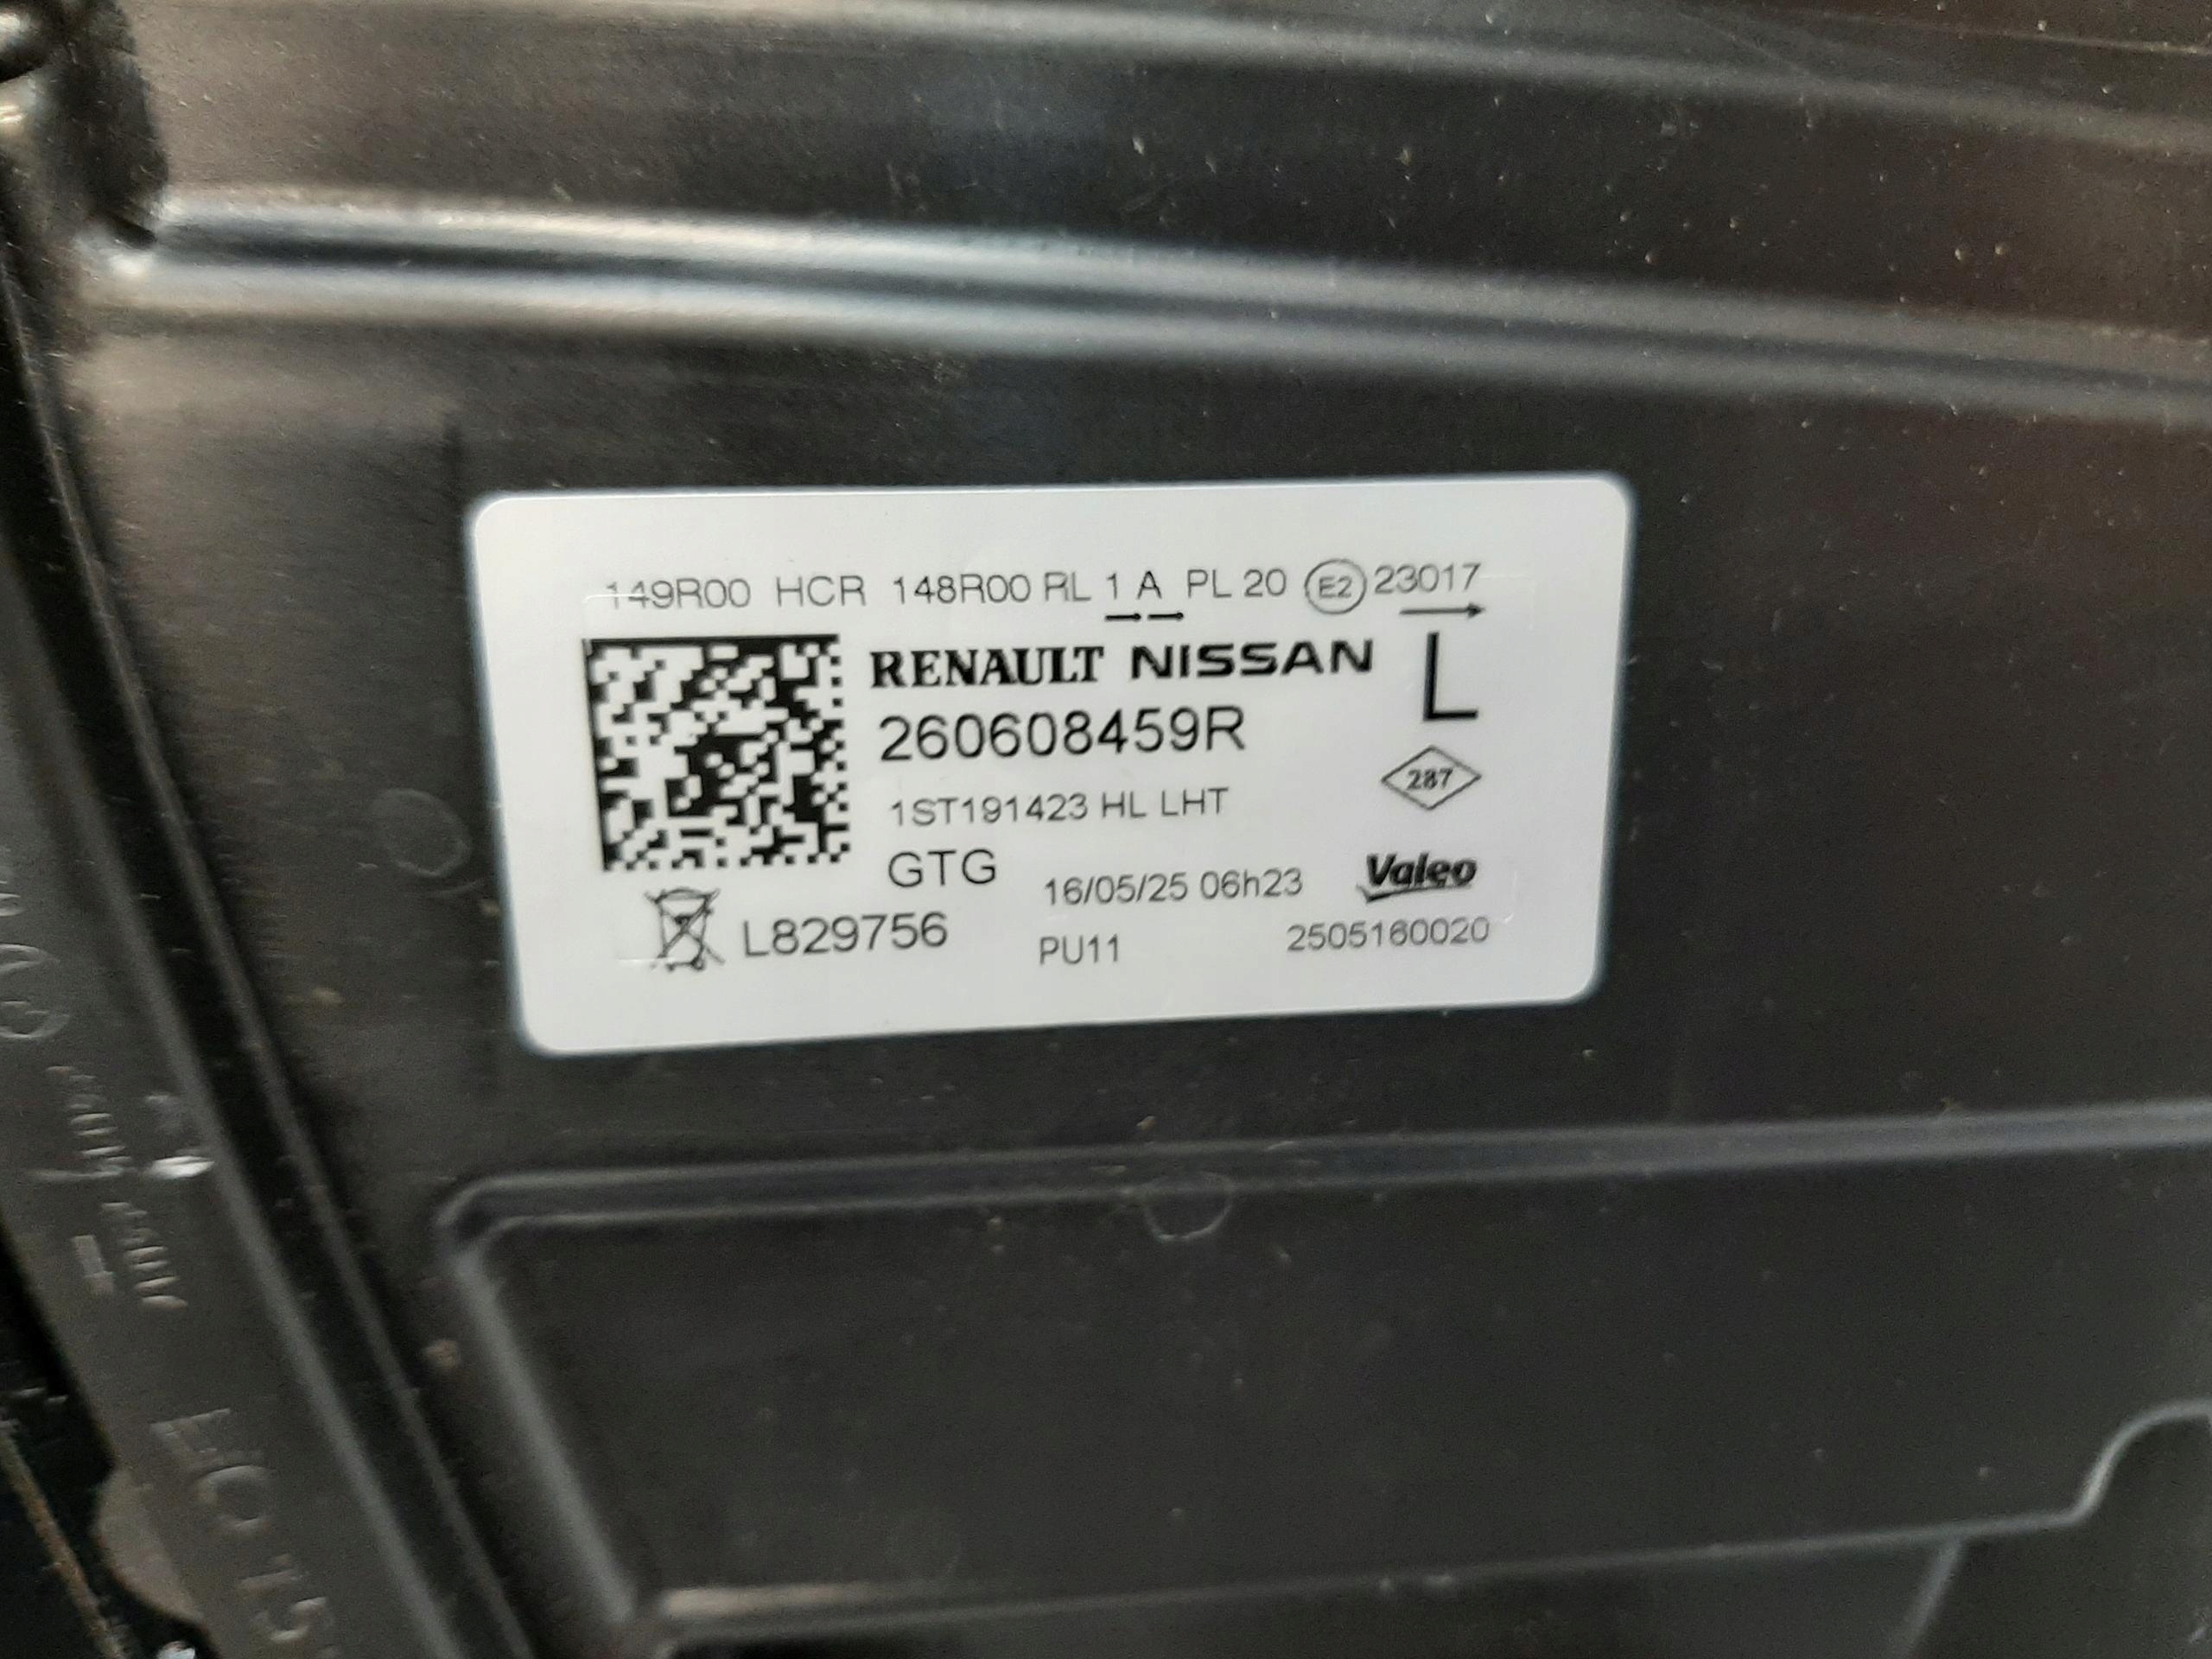 149R00 HCR 148R00 RL 1 A PL 20 E2 23017
RENAULT NISSAN L
260608459R
287
1ST191423 HL LHT
GTG 16/05/25 06h23 Valeo
L829756 PU11 2505160020